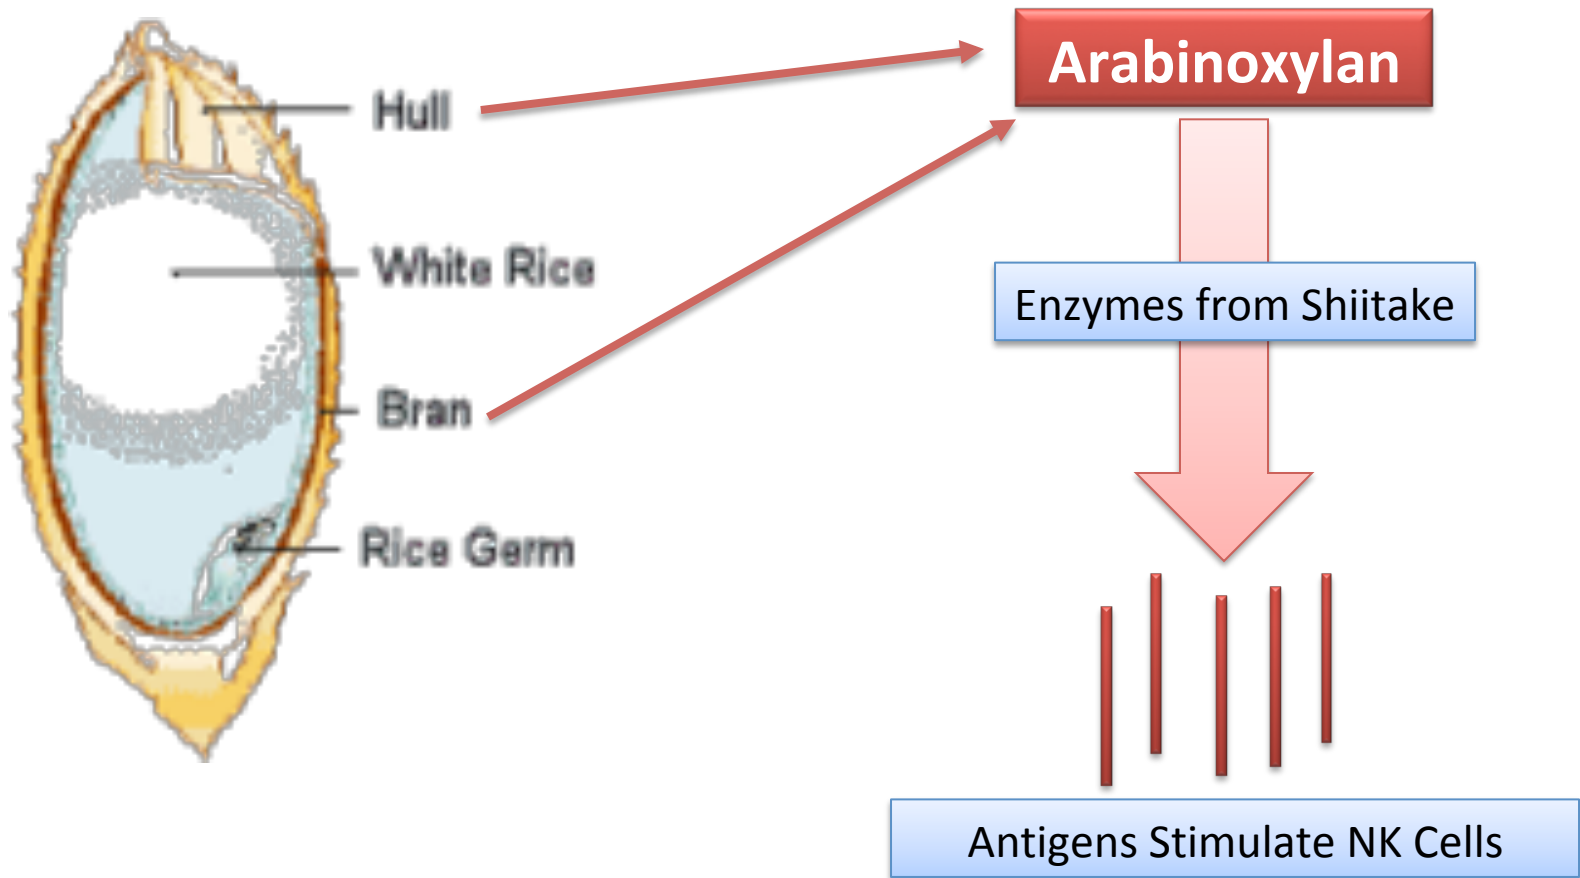 Arabinoxylan
Hull
White Rice
Enzymes from Shiitake
Bran
Rice Germ
Antigens Stimulate NK Cells